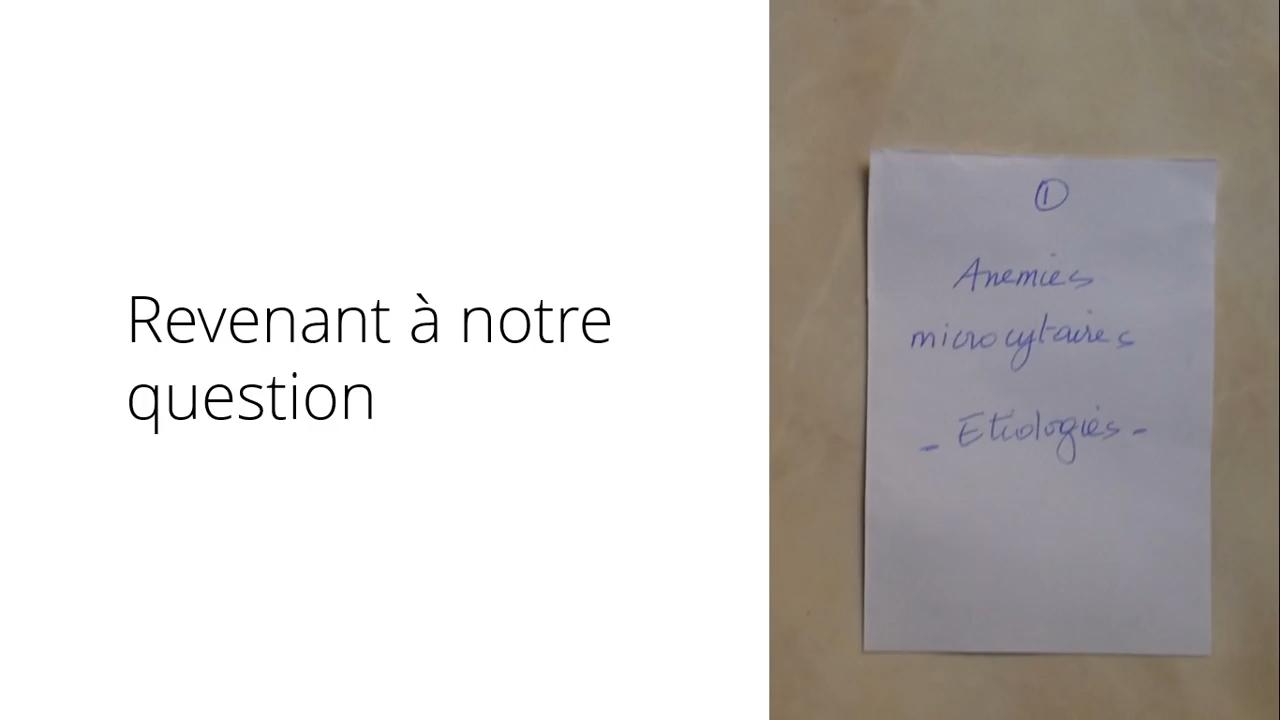 Revenant à notre
question
①
Anemies
microcytaires
- Etiologies -